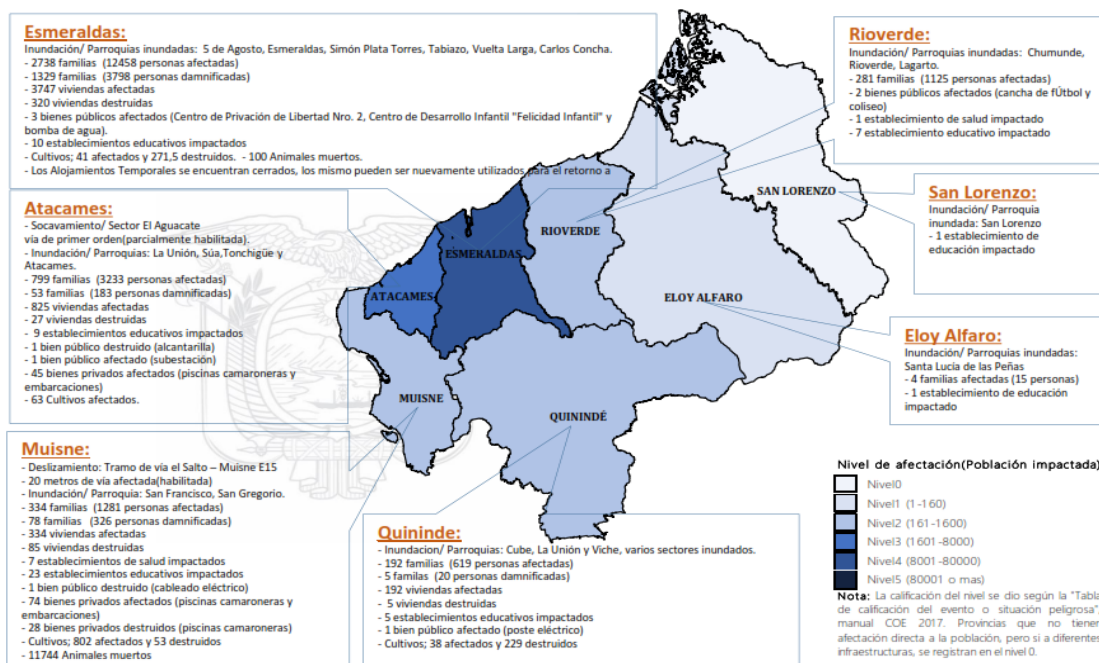 Esmeraldas:
Inundación/ Parroquias inundadas: 5 de Agosto, Esmeraldas, Simón Plata Torres, Tabiazo, Vuelta Larga, Carlos Concha.
- 2738 familias (12458 personas afectadas)
- 1329 familias (3798 personas damnificadas)
- 3747 viviendas afectadas
- 320 viviendas destruidas
- 3 bienes públicos afectados (Centro de Privación de Libertad Nro. 2, Centro de Desarrollo Infantil "Felicidad Infantil" y
bomba de agua).
- 10 establecimientos educativos impactados
- Cultivos; 41 afectados y 271,5 destruidos. - 100 Animales muertos.
- Los Alojamientos Temporales se encuentran cerrados, los mismo pueden ser nuevamente utilizados para el retorno a
Rioverde:
Inundación/ Parroquias inundadas: Chumunde,
Rioverde, Lagarto.
- 281 familias (1125 personas afectadas)
- 2 bienes públicos afectados (cancha de fÚtbol y
coliseo)
- 1 establecimiento de salud impactado
- 7 establecimiento educativo impactado
San Lorenzo:
Inundación/ Parroquia
inundada: San Lorenzo
- 1 establecimiento de
educación impactado
Atacames:
- Socavamiento/ Sector El Aguacate
vía de primer orden(parcialmente habilitada).
- Inundación/ Parroquias: La Unión, Súa,Tonchigüe y
Atacames.
- 799 familias (3233 personas afectadas)
- 53 familias (183 personas damnificadas)
- 825 viviendas afectadas
- 27 viviendas destruidas
- 9 establecimientos educativos impactados
- 1 bien público destruido (alcantarilla)
- 1 bien público afectado (subestación)
- 45 bienes privados afectados (piscinas camaroneras y
embarcaciones)
- 63 Cultivos afectados.
SAN LORENZO
RIOVERDE
ESMERALDAS
ATACAMES
ELOY ALFARO
MUISNE
QUININDÉ
Eloy Alfaro:
Inundación/ Parroquias inundadas:
Santa Lucía de las Peñas
- 4 familias afectadas (15 personas)
- 1 establecimiento de educación
impactado
Muisne:
- Deslizamiento: Tramo de vía el Salto – Muisne E15
- 20 metros de vía afectada(habilitada)
- Inundación/ Parroquia: San Francisco, San Gregorio.
- 334 familias (1281 personas afectadas)
- 78 familias (326 personas damnificadas)
- 334 viviendas afectadas
- 85 viviendas destruidas
- 7 establecimientos de salud impactados
- 23 establecimientos educativos impactados
- 1 bien público destruido (cableado eléctrico)
- 74 bienes privados afectados (piscinas camaroneras y
embarcaciones)
- 28 bienes privados destruidos (piscinas camaroneras)
- Cultivos; 802 afectados y 53 destruidos
- 11744 Animales muertos
Quininde:
- Inundacion/ Parroquias: Cube, La Unión y Viche, varios sectores inundados.
- 192 familias (619 personas afectadas)
- 5 familas (20 personas damnificadas)
- 192 viviendas afectadas
- 5 viviendas destruidas
- 5 establecimientos educativos impactados
- 1 bien público afectado (poste eléctrico)
- Cultivos; 38 afectados y 229 destruidos
Nivel de afectación(Población impactada)
Nivel0
Nivel1 (1-160)
Nivel2 (161-1600)
Nivel3 (1601-8000)
Nivel4 (8001-80000)
Nivel5 (80001 o mas)
Nota: La calificación del nivel se dio según la "Tabla
de calificación del evento o situación peligrosa",
manual COE 2017. Provincias que no tienen
afectación directa a la población, pero si a diferentes
infraestructuras, se registran en el nivel 0.